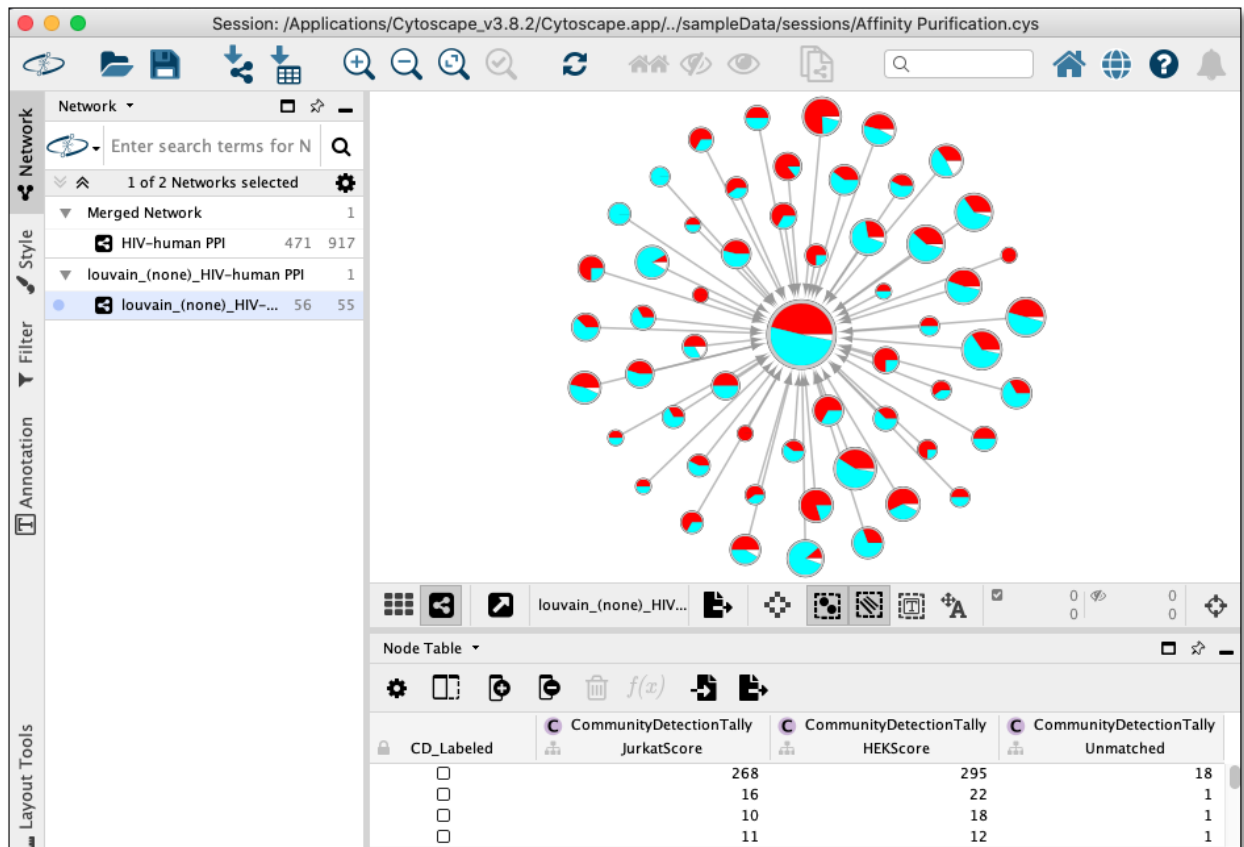 Session: /Applications/Cytoscape_v3.8.2/Cytoscape.app/../sampleData/sessions/Affinity Purification.cys
Network
Style
Filter
Annotation
Layout Tools
Network
Enter search terms for N
1 of 2 Networks selected
Merged Network 1
HIV-human PPI 471 917
louvain_(none)_HIV-human PPI 1
louvain_(none)_HIV-... 56 55
louvain_(none)_HIV...
T
A
0 0
0 0
Node Table
f(x)
C CommunityDetectionTally C CommunityDetectionTally C CommunityDetectionTally
CD_Labeled JurkatScore HEKScore Unmatched
268 295 18
16 22 1
10 18 1
11 12 1